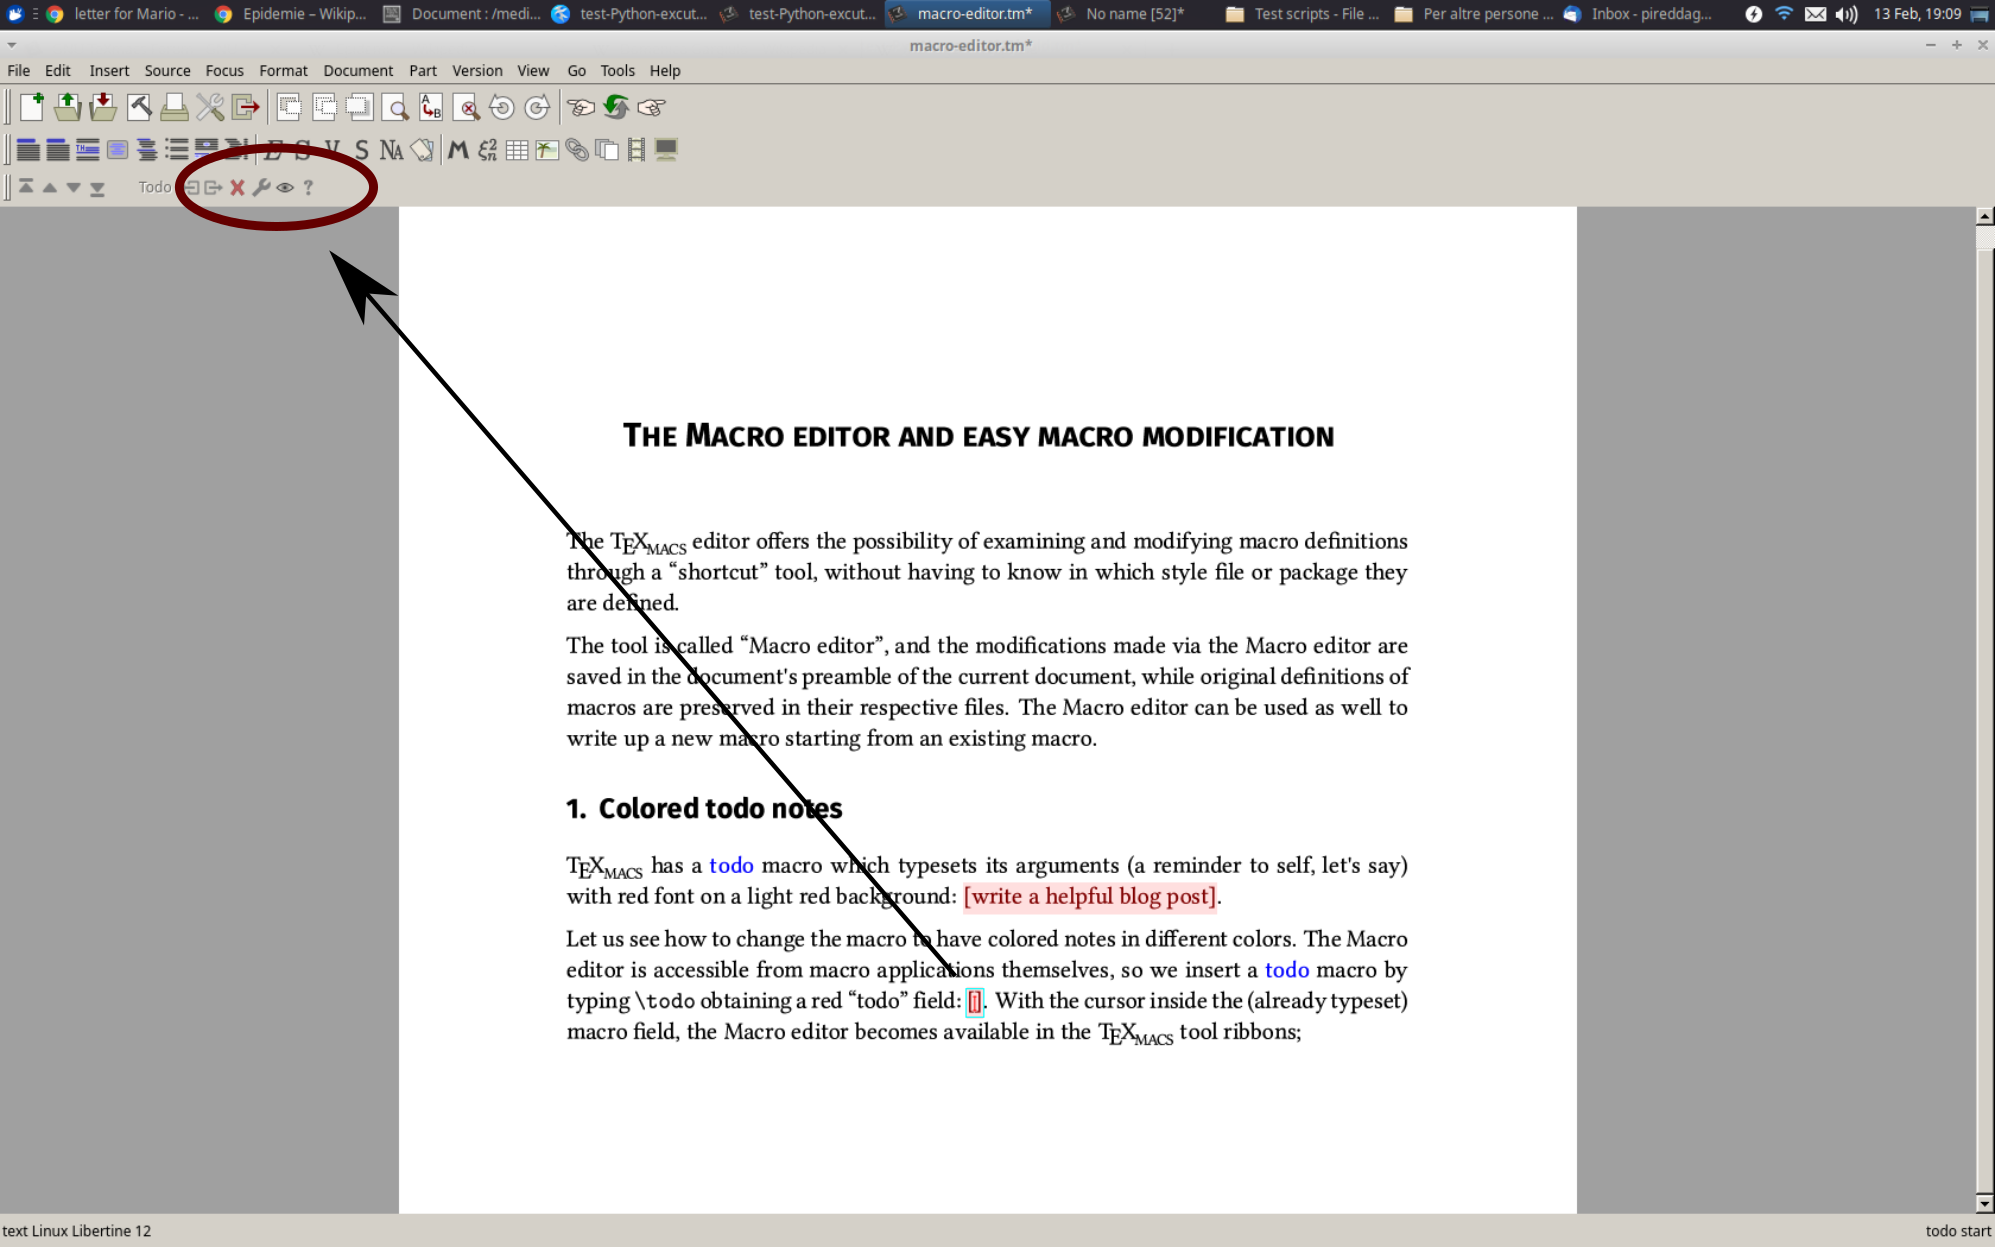 letter for Mario - ... Epidemie – Wikip... Document : /medi... test-Python-excut... test-Python-excut... macro-editor.tm* No name [52]* Test scripts - File ... Per altre persone ... Inbox - pireddag... 13 Feb, 19:09
macro-editor.tm*
File Edit Insert Source Focus Format Document Part Version View Go Tools Help
Todo
THE MACRO EDITOR AND EASY MACRO MODIFICATION
The TEXMACS editor offers the possibility of examining and modifying macro definitions
through a “shortcut” tool, without having to know in which style file or package they
are defined.
The tool is called “Macro editor”, and the modifications made via the Macro editor are
saved in the document's preamble of the current document, while original definitions of
macros are preserved in their respective files. The Macro editor can be used as well to
write up a new macro starting from an existing macro.
1. Colored todo notes
TEXMACS has a todo macro which typesets its arguments (a reminder to self, let's say)
with red font on a light red background: [write a helpful blog post].
Let us see how to change the macro to have colored notes in different colors. The Macro
editor is accessible from macro applications themselves, so we insert a todo macro by
typing \todo obtaining a red “todo” field: []. With the cursor inside the (already typeset)
macro field, the Macro editor becomes available in the TEXMACS tool ribbons;
text Linux Libertine 12 todo start